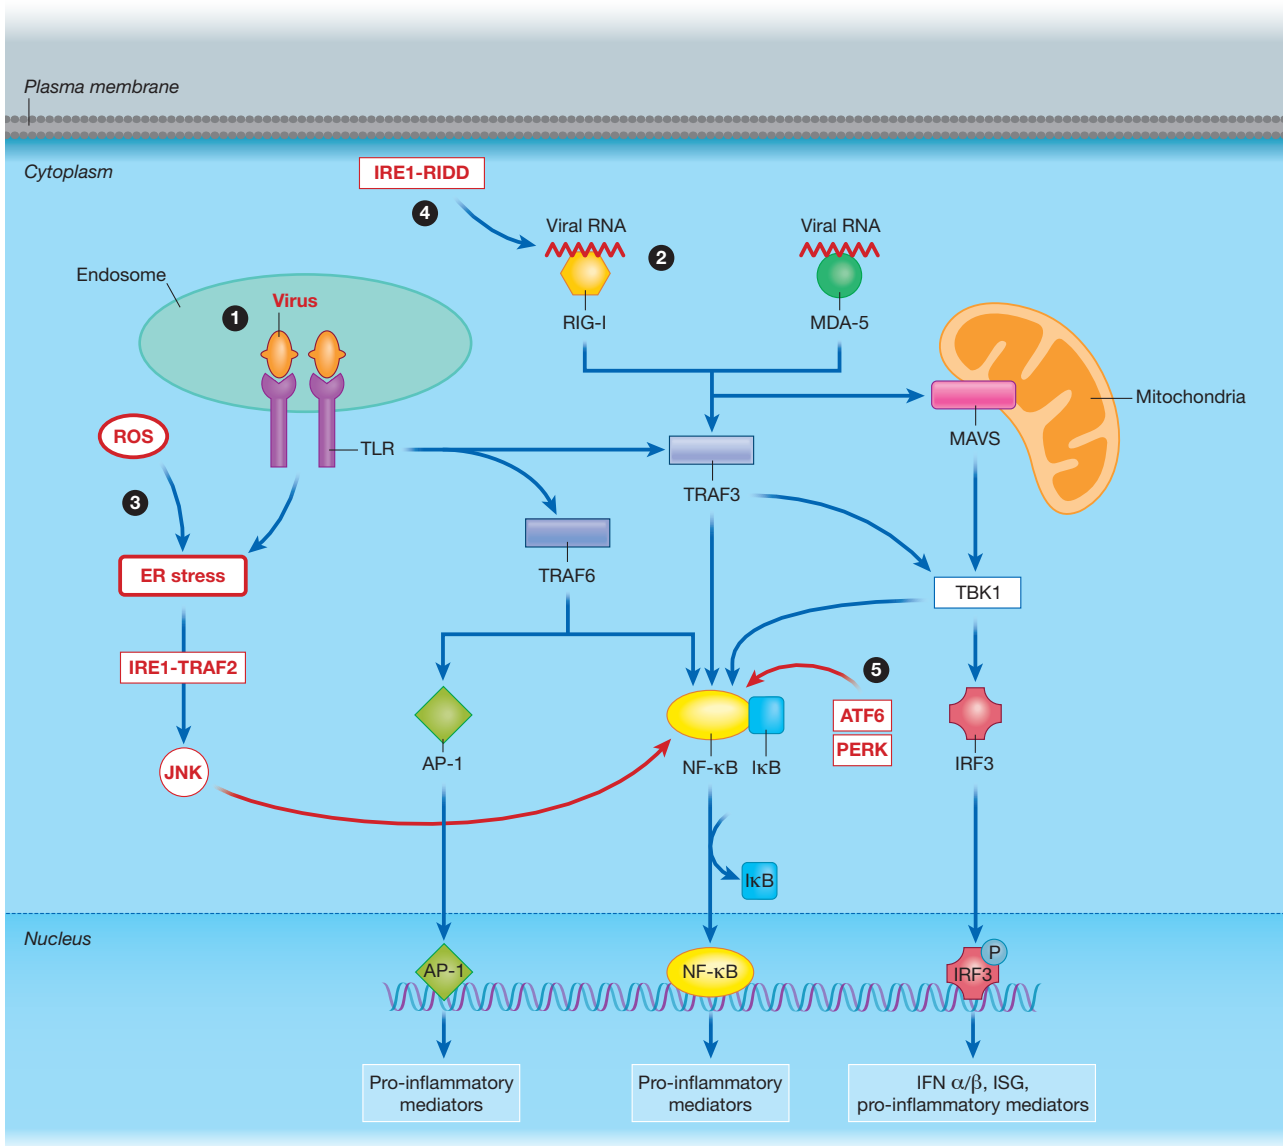 Plasma membrane
Cytoplasm
IRE1-RIDD
4
Viral RNA
2
Viral RNA
Endosome
1
Virus
RIG-I
MDA-5
Mitochondria
MAVS
ROS
TLR
3
TRAF3
ER stress
TRAF6
TBK1
IRE1-TRAF2
5
ATF6
PERK
JNK
AP-1
NF-κB
IκB
IRF3
IκB
Nucleus
AP-1
NF-κB
P
IRF3
Pro-inflammatory
mediators
Pro-inflammatory
mediators
IFN α/β, ISG,
pro-inflammatory mediators